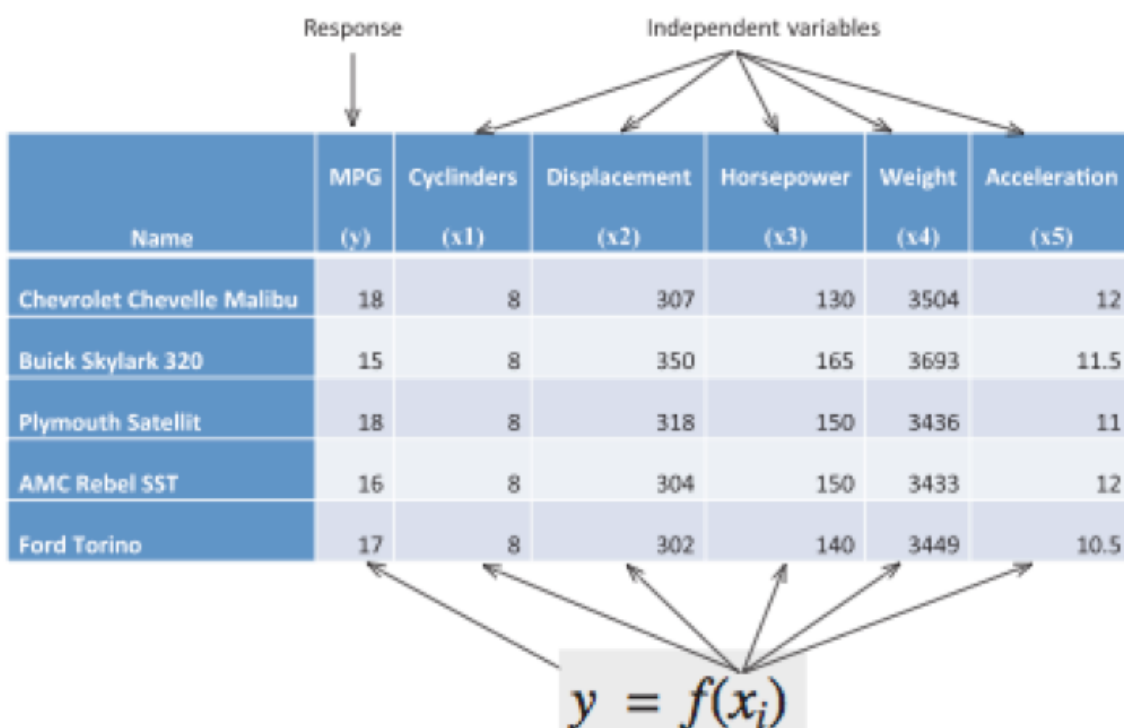 Response Independent variables
MPG Cyclinders Displacement Horsepower Weight Acceleration
Name (y) (x1) (x2) (x3) (x4) (x5)
Chevrolet Chevelle Malibu 18 8 307 130 3504 12
Buick Skylark 320 15 8 350 165 3693 11.5
Plymouth Satellit 18 8 318 150 3436 11
AMC Rebel SST 16 8 304 150 3433 12
Ford Torino 17 8 302 140 3449 10.5
y = f(xᵢ)